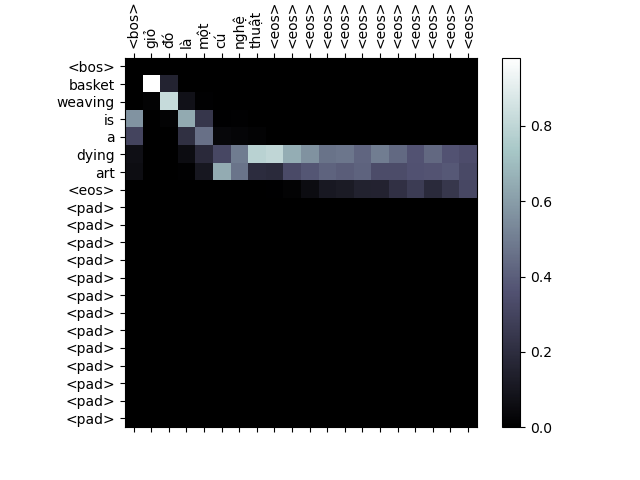 <bos>
giỏ
đó
là
một
cú
nghệ
thuật
<eos>
<eos>
<eos>
<eos>
<eos>
<eos>
<eos>
<eos>
<eos>
<eos>
<eos>
<eos>
<bos>
basket
weaving
is
a
dying
art
<eos>
<pad>
<pad>
<pad>
<pad>
<pad>
<pad>
<pad>
<pad>
<pad>
<pad>
<pad>
<pad>
<pad>
0.8
0.6
0.4
0.2
0.0